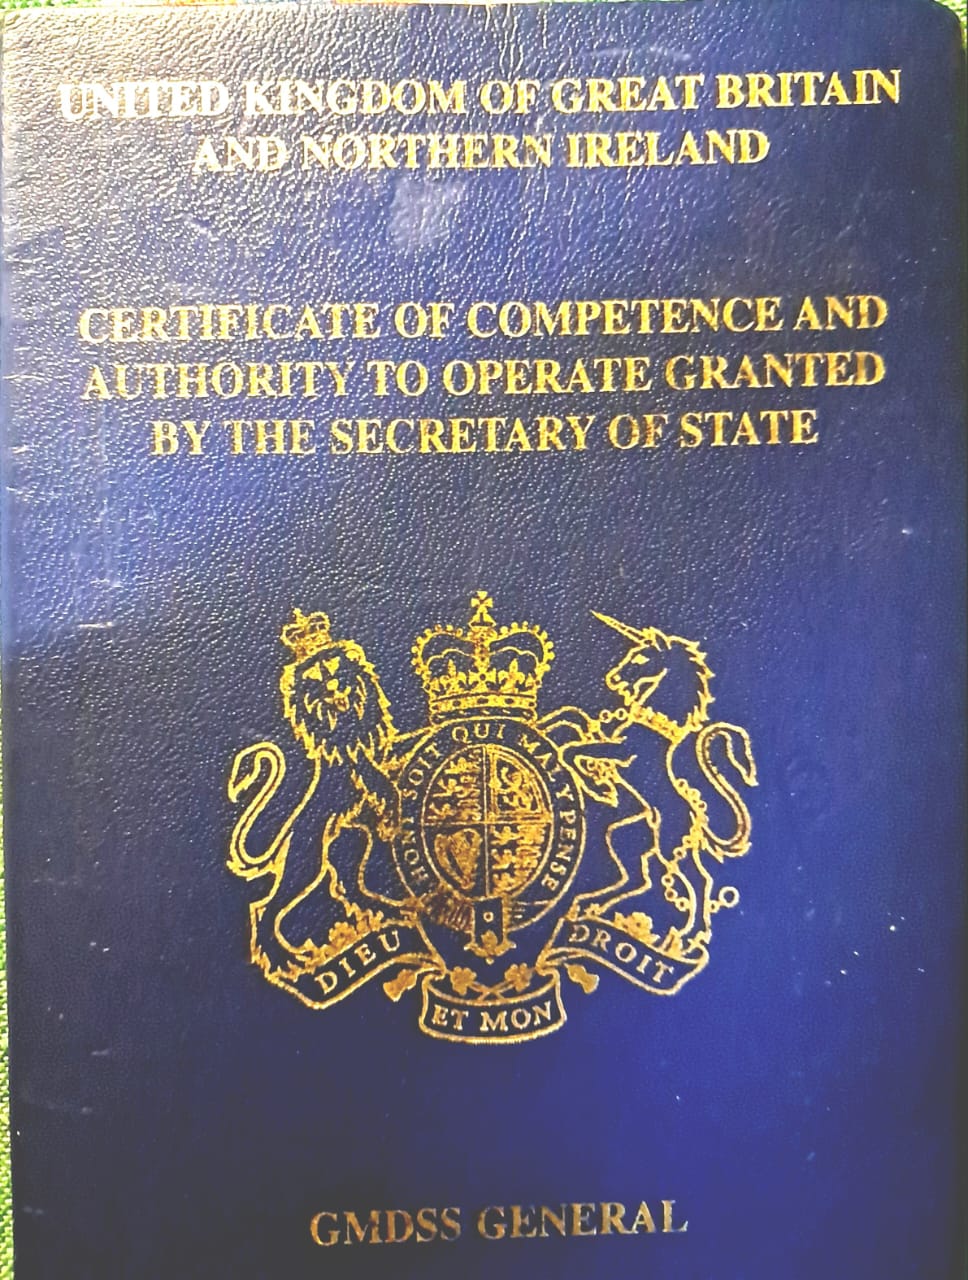 UNITED KINGDOM OF GREAT BRITAIN
AND NORTHERN IRELAND
CERTIFICATE OF COMPETENCE AND
AUTHORITY TO OPERATE GRANTED
BY THE SECRETARY OF STATE
HONI SOIT QUI MAL Y PENSE
DIEU
ET MON
DROIT
GMDSS GENERAL